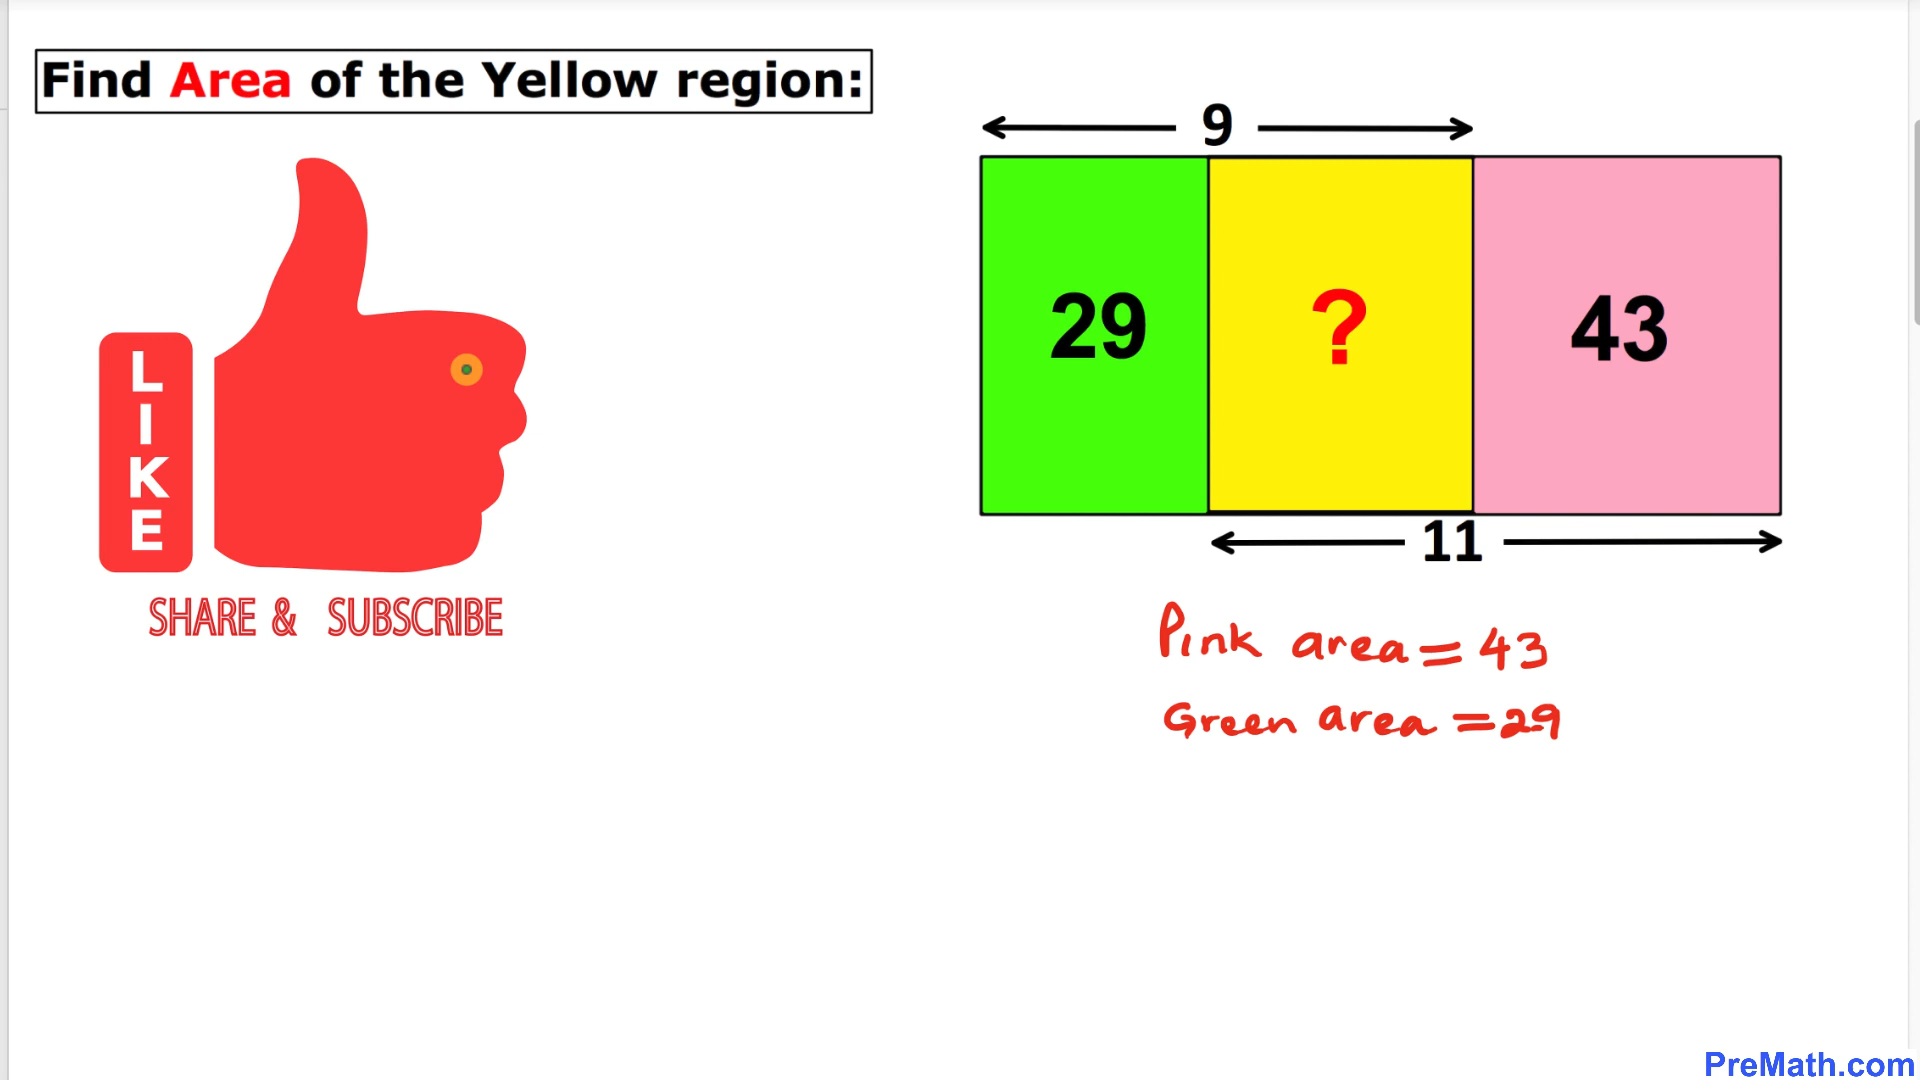 Find Area of the Yellow region:
9
29
?
43
11
L
I
K
E
SHARE & SUBSCRIBE
Pink area = 43
Green area = 29
PreMath.com